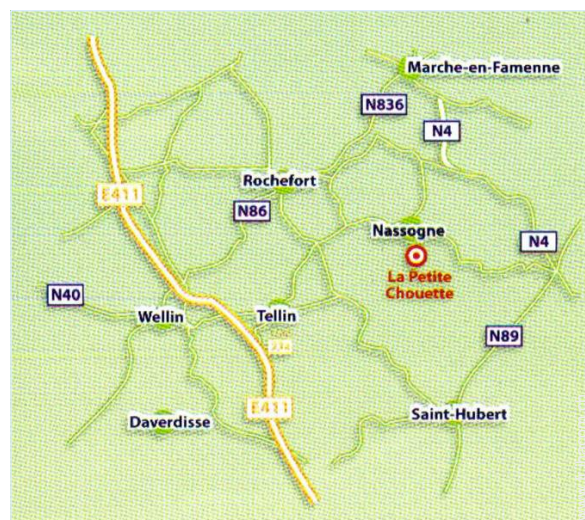 Marche-en-Famenne
N836
N4
Rochefort
E411
N86
Nassogne
N4
La Petite
Chouette
N40
Wellin
Tellin
N89
E411
Saint-Hubert
Daverdisse